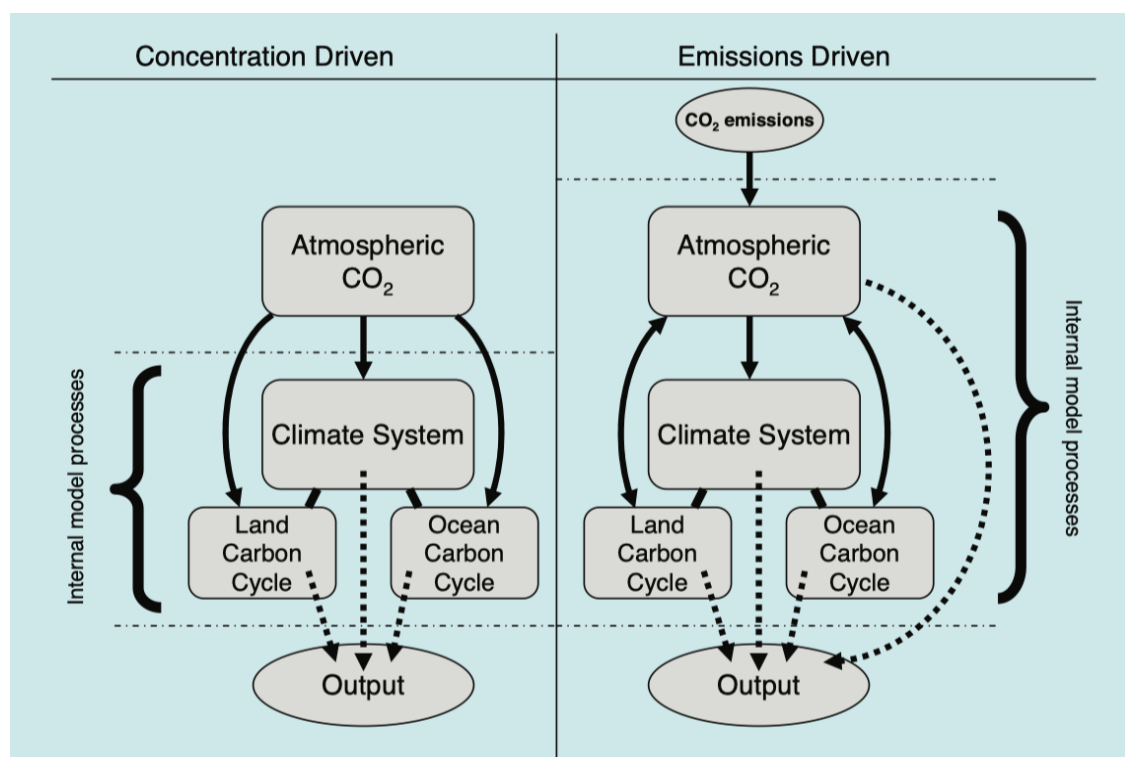 Concentration Driven
Internal model processes
Atmospheric
CO₂
Climate System
Land
Carbon
Cycle
Ocean
Carbon
Cycle
Output
Emissions Driven
CO₂ emissions
Atmospheric
CO₂
Climate System
Land
Carbon
Cycle
Ocean
Carbon
Cycle
Output
Internal model processes